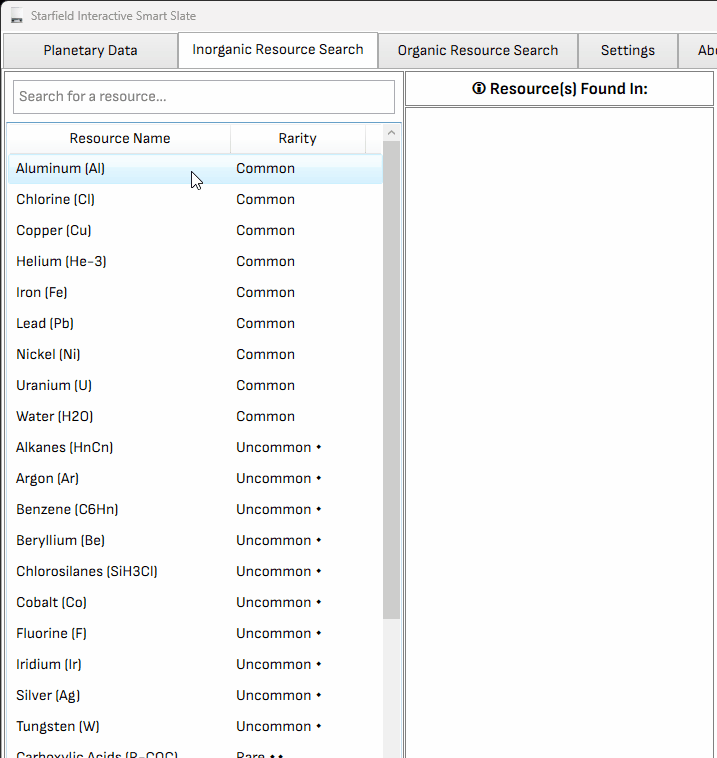 Starfield Interactive Smart Slate
Planetary Data Inorganic Resource Search Organic Resource Search Settings
Search for a resource...
Resource(s) Found In:
Resource Name Rarity
Aluminum (Al) Common
Chlorine (Cl) Common
Copper (Cu) Common
Helium (He-3) Common
Iron (Fe) Common
Lead (Pb) Common
Nickel (Ni) Common
Uranium (U) Common
Water (H2O) Common
Alkanes (HnCn) Uncommon •
Argon (Ar) Uncommon •
Benzene (C6Hn) Uncommon •
Beryllium (Be) Uncommon •
Chlorosilanes (SiH3Cl) Uncommon •
Cobalt (Co) Uncommon •
Fluorine (F) Uncommon •
Iridium (Ir) Uncommon •
Silver (Ag) Uncommon •
Tungsten (W) Uncommon •
Carboxylic Acids (R-COC) Rare ••